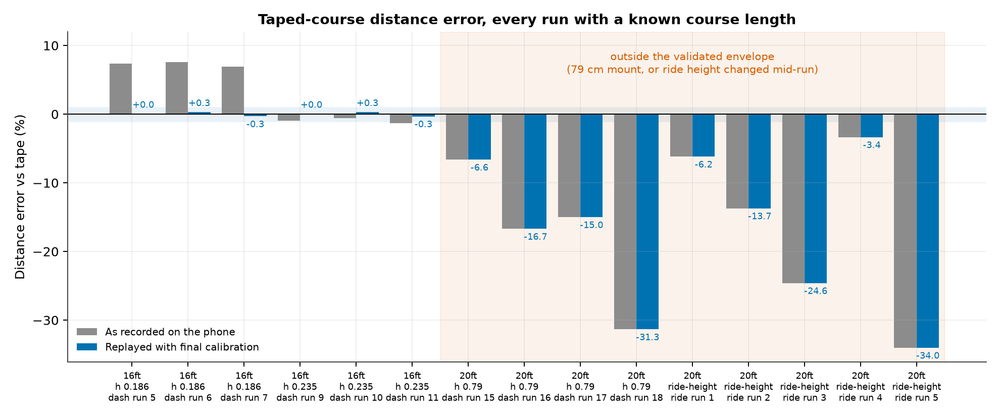 Taped-course distance error, every run with a known course length
Distance error vs tape (%)
10
0
−10
−20
−30
outside the validated envelope
(79 cm mount, or ride height changed mid-run)
+0.0
+0.3
-0.3
+0.0
+0.3
-0.3
-6.6
-16.7
-15.0
-31.3
-6.2
-13.7
-24.6
-3.4
-34.0
As recorded on the phone
Replayed with final calibration
16ft
h 0.186
dash run 5
16ft
h 0.186
dash run 6
16ft
h 0.186
dash run 7
16ft
h 0.235
dash run 9
16ft
h 0.235
dash run 10
16ft
h 0.235
dash run 11
20ft
h 0.79
dash run 15
20ft
h 0.79
dash run 16
20ft
h 0.79
dash run 17
20ft
h 0.79
dash run 18
20ft
ride-height
ride run 1
20ft
ride-height
ride run 2
20ft
ride-height
ride run 3
20ft
ride-height
ride run 4
20ft
ride-height
ride run 5